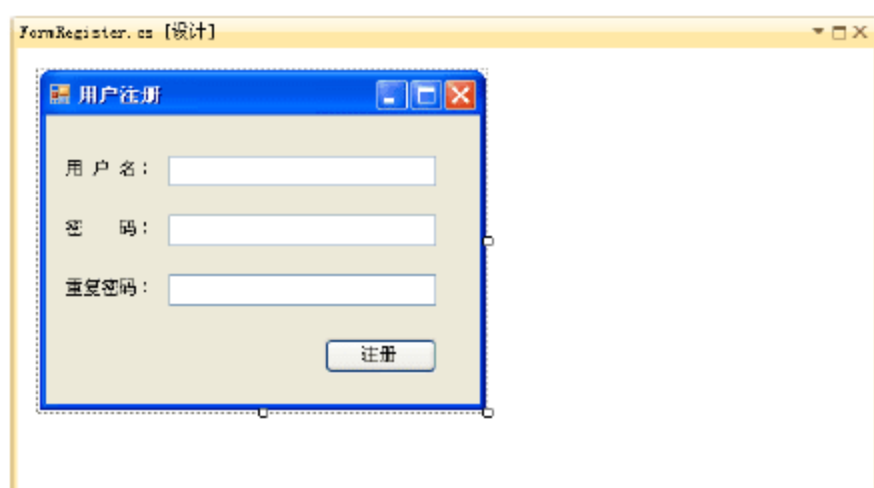 FormRegister.cs [设计]
用户注册
用 户 名：
密    码：
重复密码：
注册